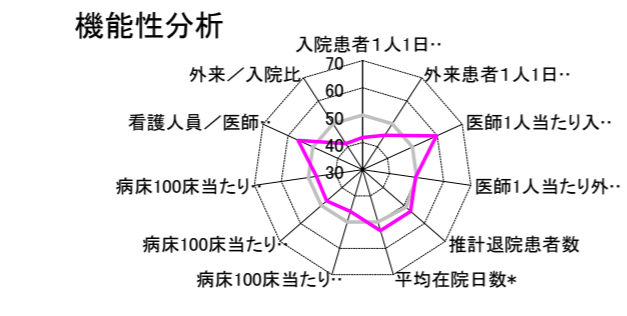 機能性分析
入院患者１人1日‥
外来／入院比
外来患者1人1日‥
看護人員／医師‥
医師1人当たり入‥
病床100床当たり‥
医師1人当たり外‥
病床100床当たり‥
推計退院患者数
病床100床当たり‥
平均在院日数*
70
60
50
40
30